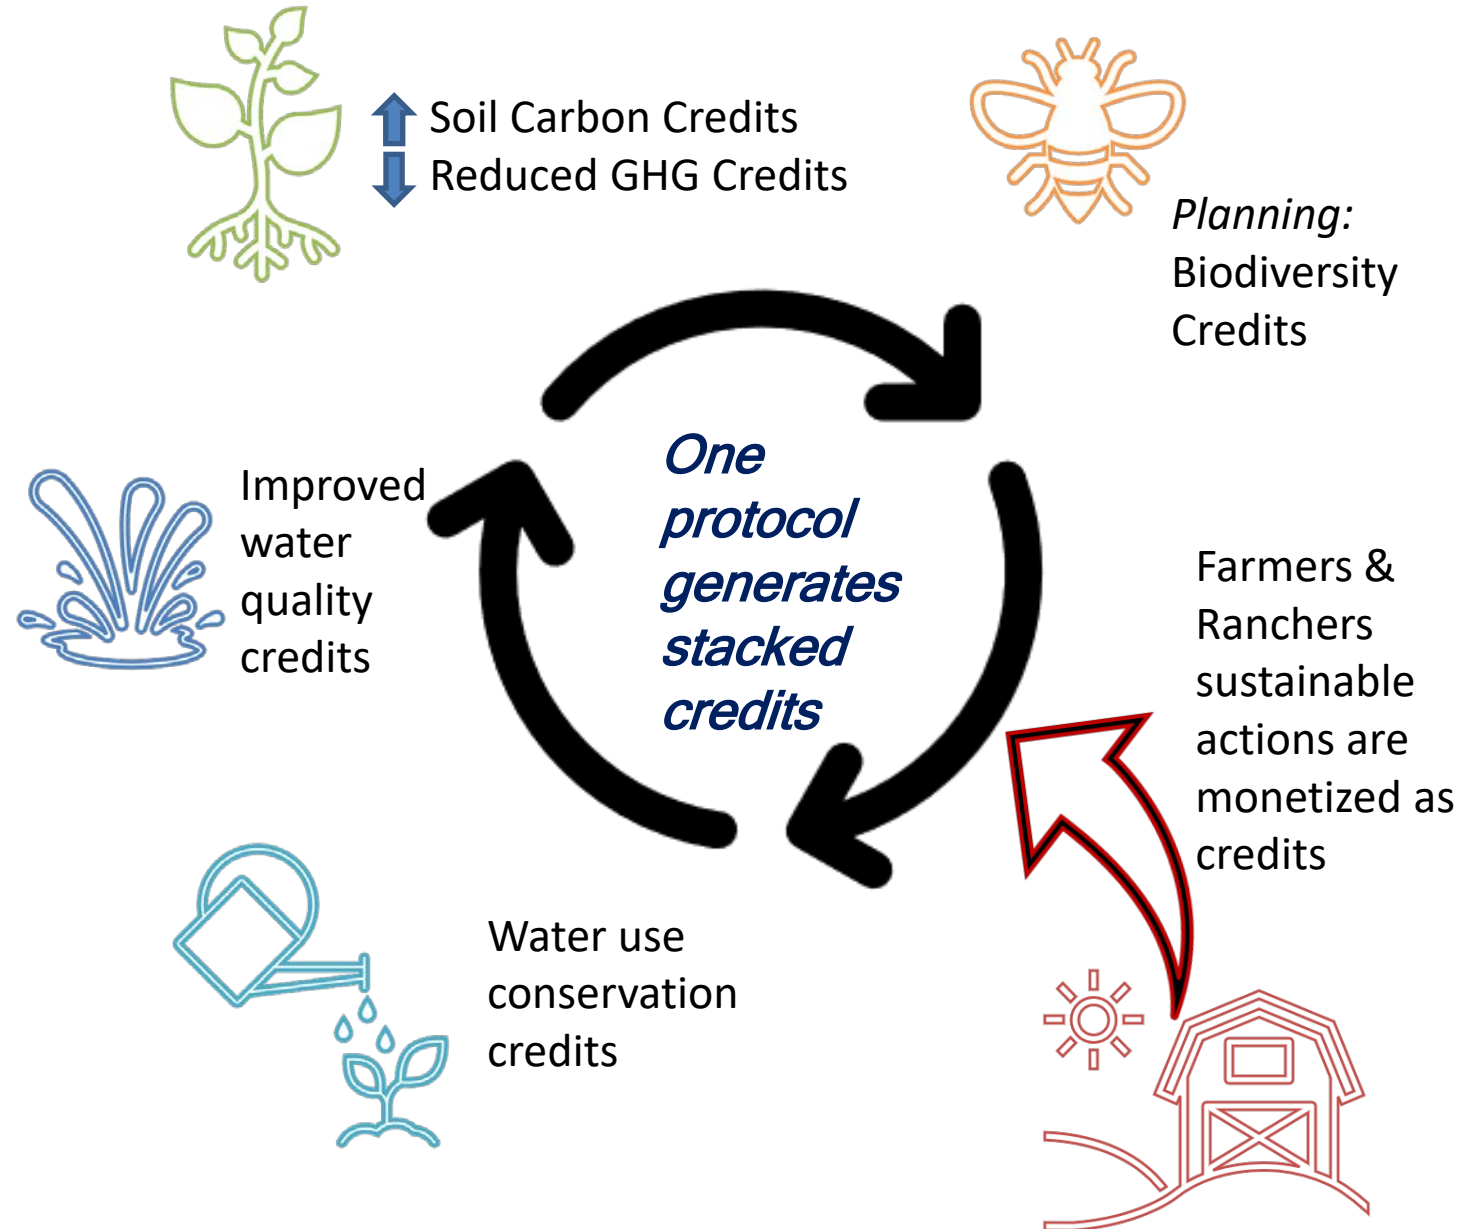 Soil Carbon Credits
Reduced GHG Credits
Planning:
Biodiversity
Credits
Improved
water
quality
credits
One
protocol
generates
stacked
credits
Farmers &
Ranchers
sustainable
actions are
monetized as
credits
Water use
conservation
credits